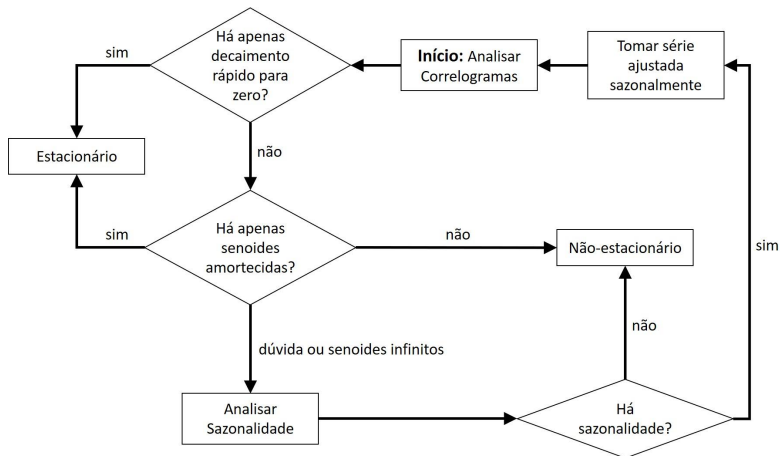 Há apenas
decaimento
rápido para
zero?
sim
Início: Analisar
Correlogramas
Tomar série
ajustada
sazonalmente
não
Estacionário
Há apenas
senoides
amortecidas?
sim
não
Não-estacionário
sim
não
dúvida ou senoides infinitos
Analisar
Sazonalidade
Há
sazonalidade?